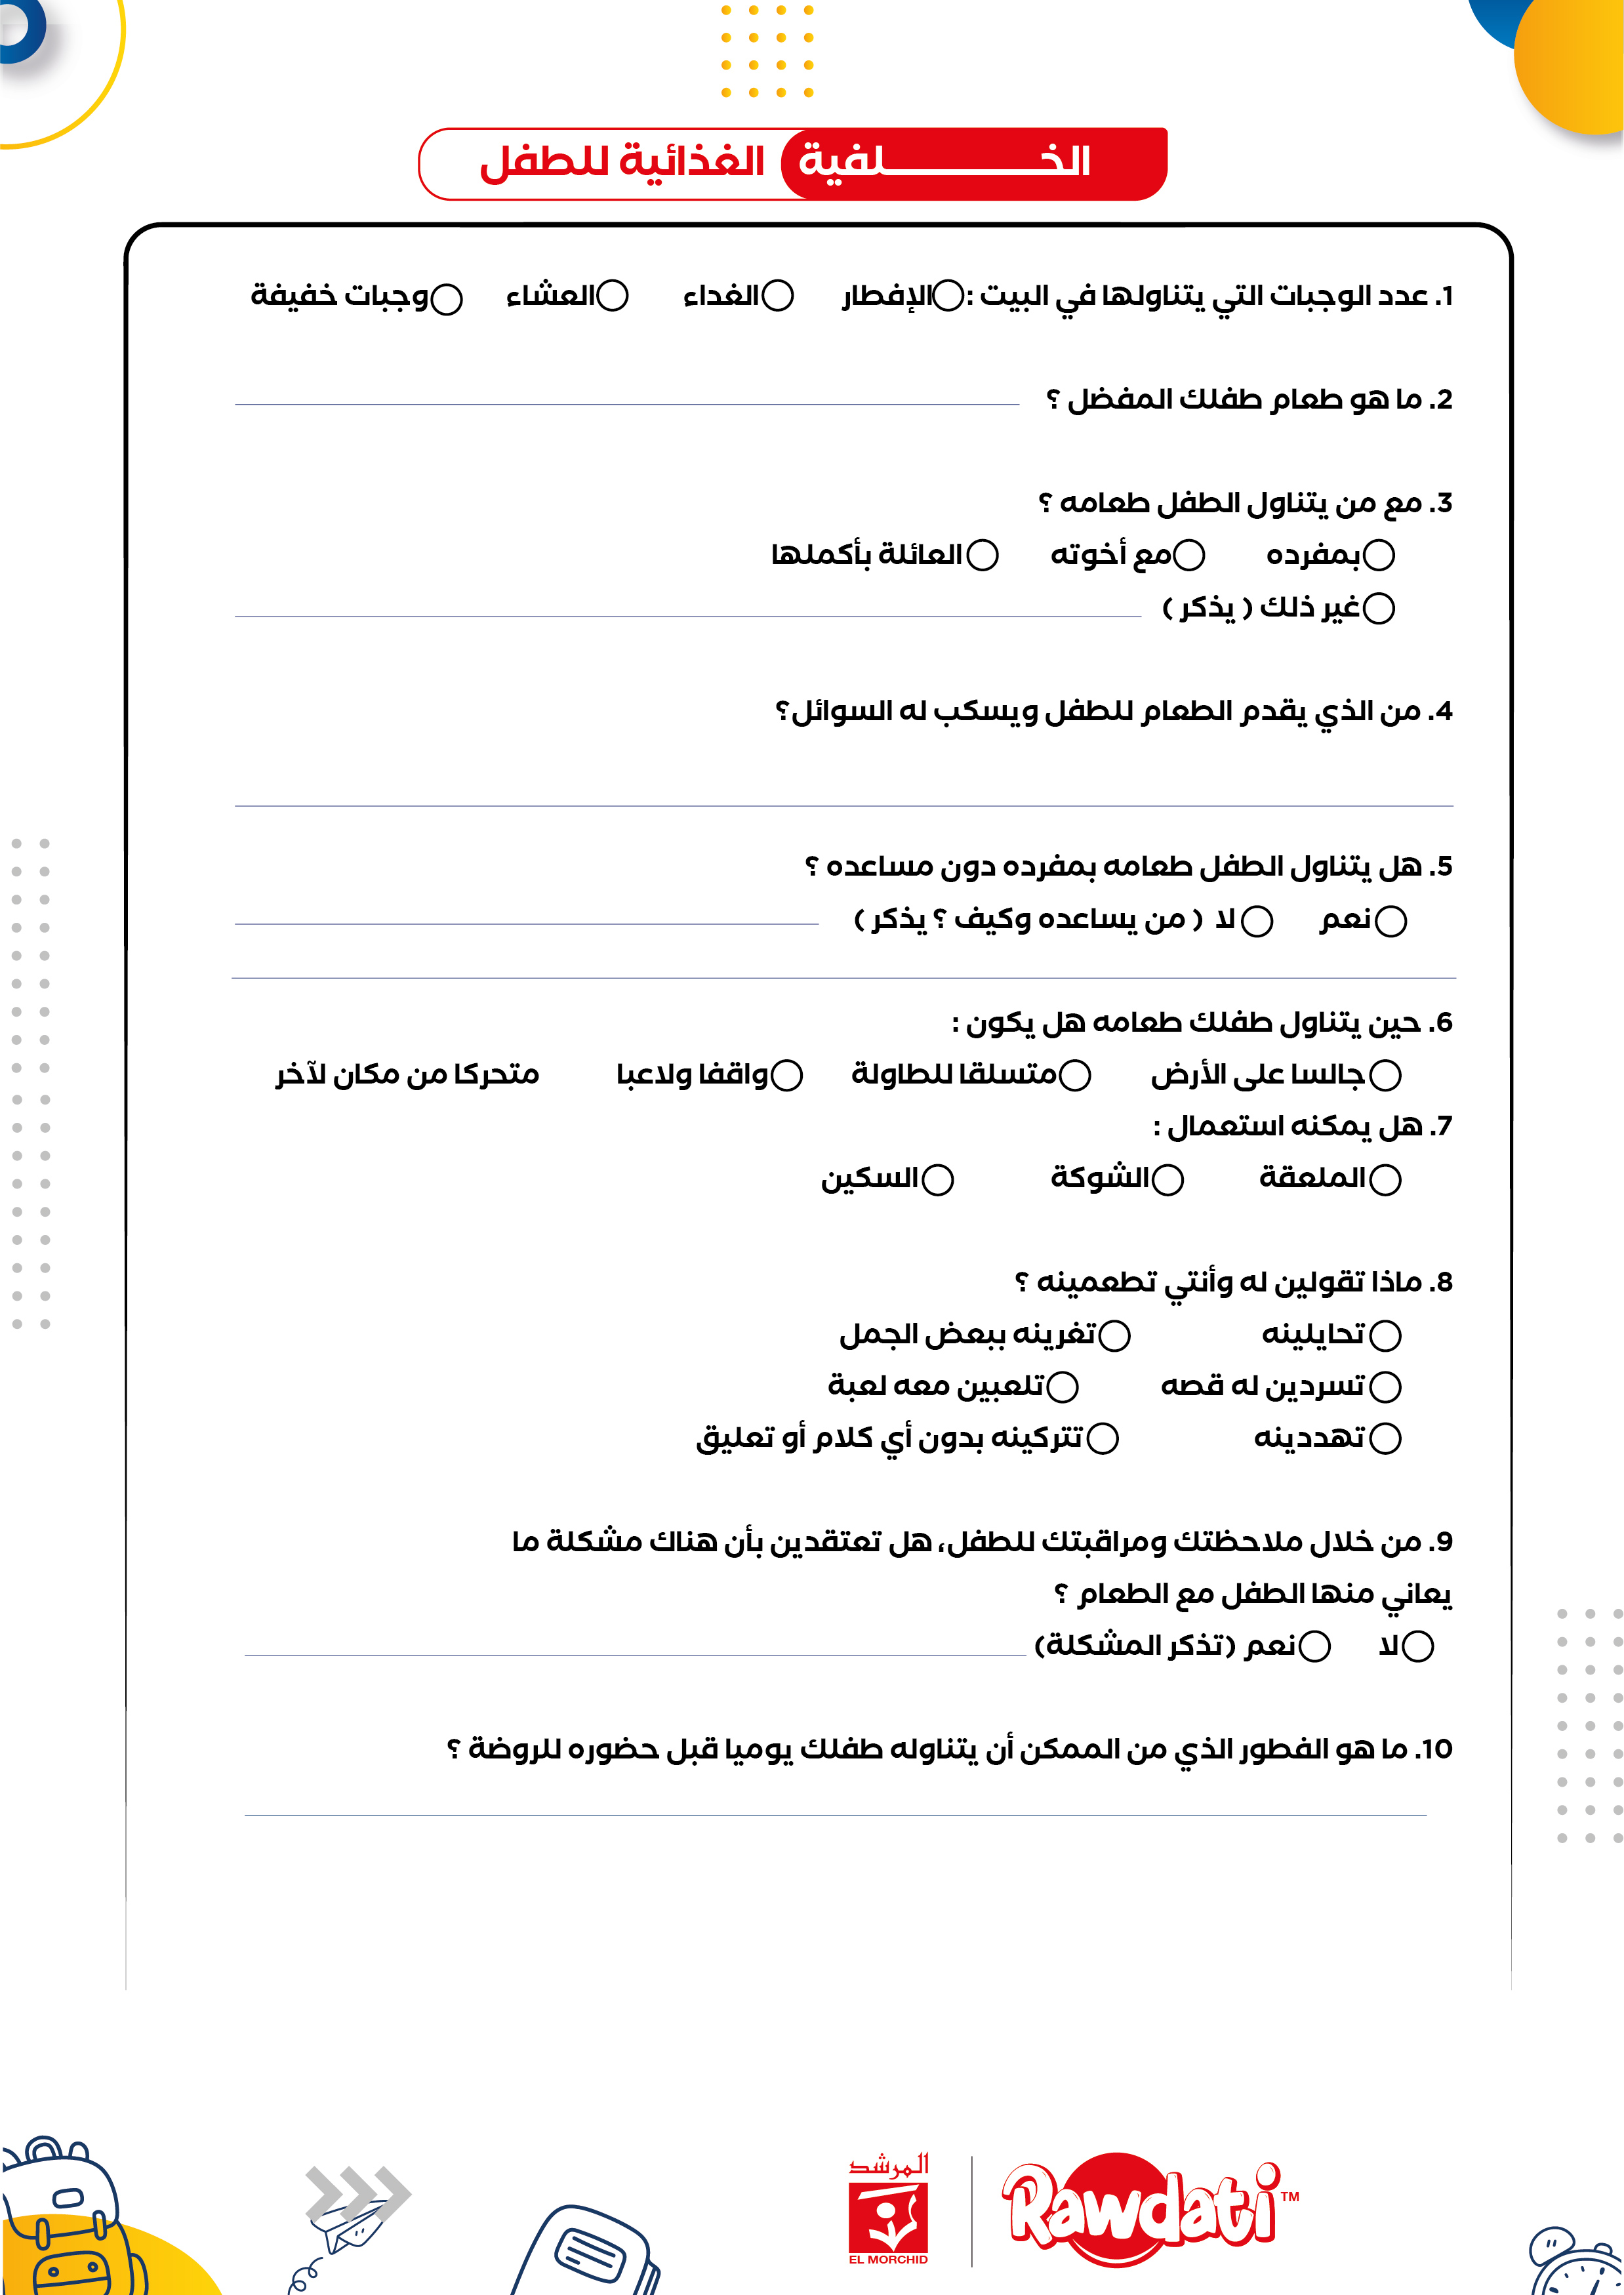 الخـــــــلفية الغذائية للطفل
1. عدد الوجبات التي يتناولها في البيت : الإفطار الغداء العشاء وجبات خفيفة
2. ما هو طعام طفلك المفضل ؟
3. مع من يتناول الطفل طعامه ؟
بمفرده مع أخوته العائلة بأكملها
غير ذلك ( يذكر )
4. من الذي يقدم الطعام للطفل ويسكب له السوائل؟
5. هل يتناول الطفل طعامه بمفرده دون مساعده ؟
نعم لا ( من يساعده وكيف ؟ يذكر )
6. حين يتناول طفلك طعامه هل يكون :
جالسا على الأرض متسلقا للطاولة واقفا ولاعبا متحركا من مكان لآخر
7. هل يمكنه استعمال :
الملعقة الشوكة السكين
8. ماذا تقولين له وأنتي تطعمينه ؟
تحايلينه تغرينه ببعض الجمل
تسردين له قصه تلعبين معه لعبة
تهددينه تتركينه بدون أي كلام أو تعليق
9. من خلال ملاحظتك ومراقبتك للطفل، هل تعتقدين بأن هناك مشكلة ما
يعاني منها الطفل مع الطعام ؟
لا نعم (تذكر المشكلة)
10. ما هو الفطور الذي من الممكن أن يتناوله طفلك يوميا قبل حضوره للروضة ؟
المرشد
EL MORCHID
Rawdati TM